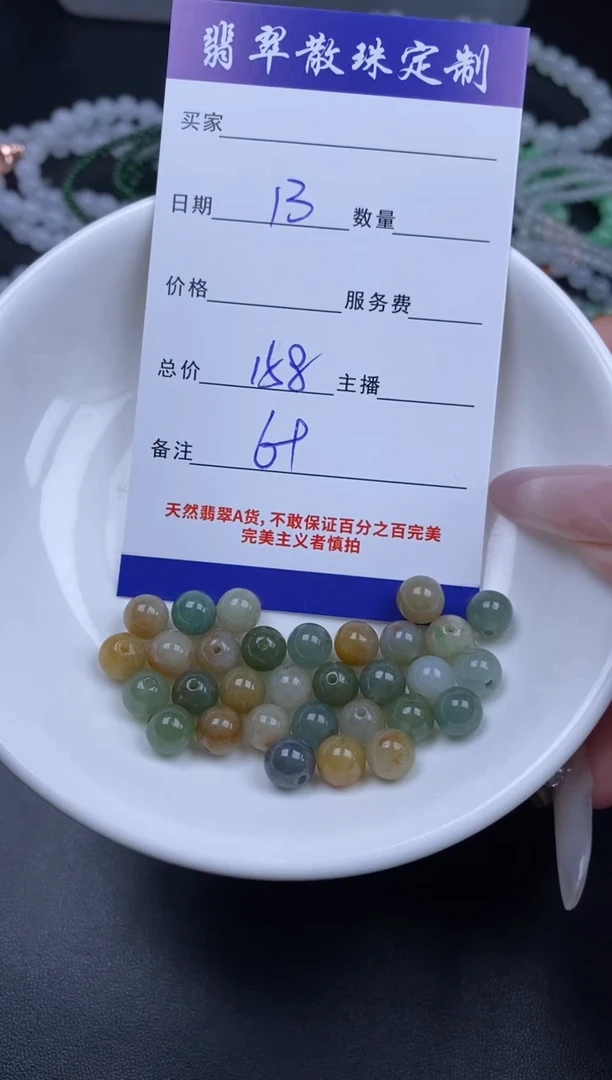 翡翠散珠定制
买家
日期 13 数量
价格 服务费
总价 158 主播
备注 6+
天然翡翠A货,不敢保证百分之百完美
完美主义者慎拍